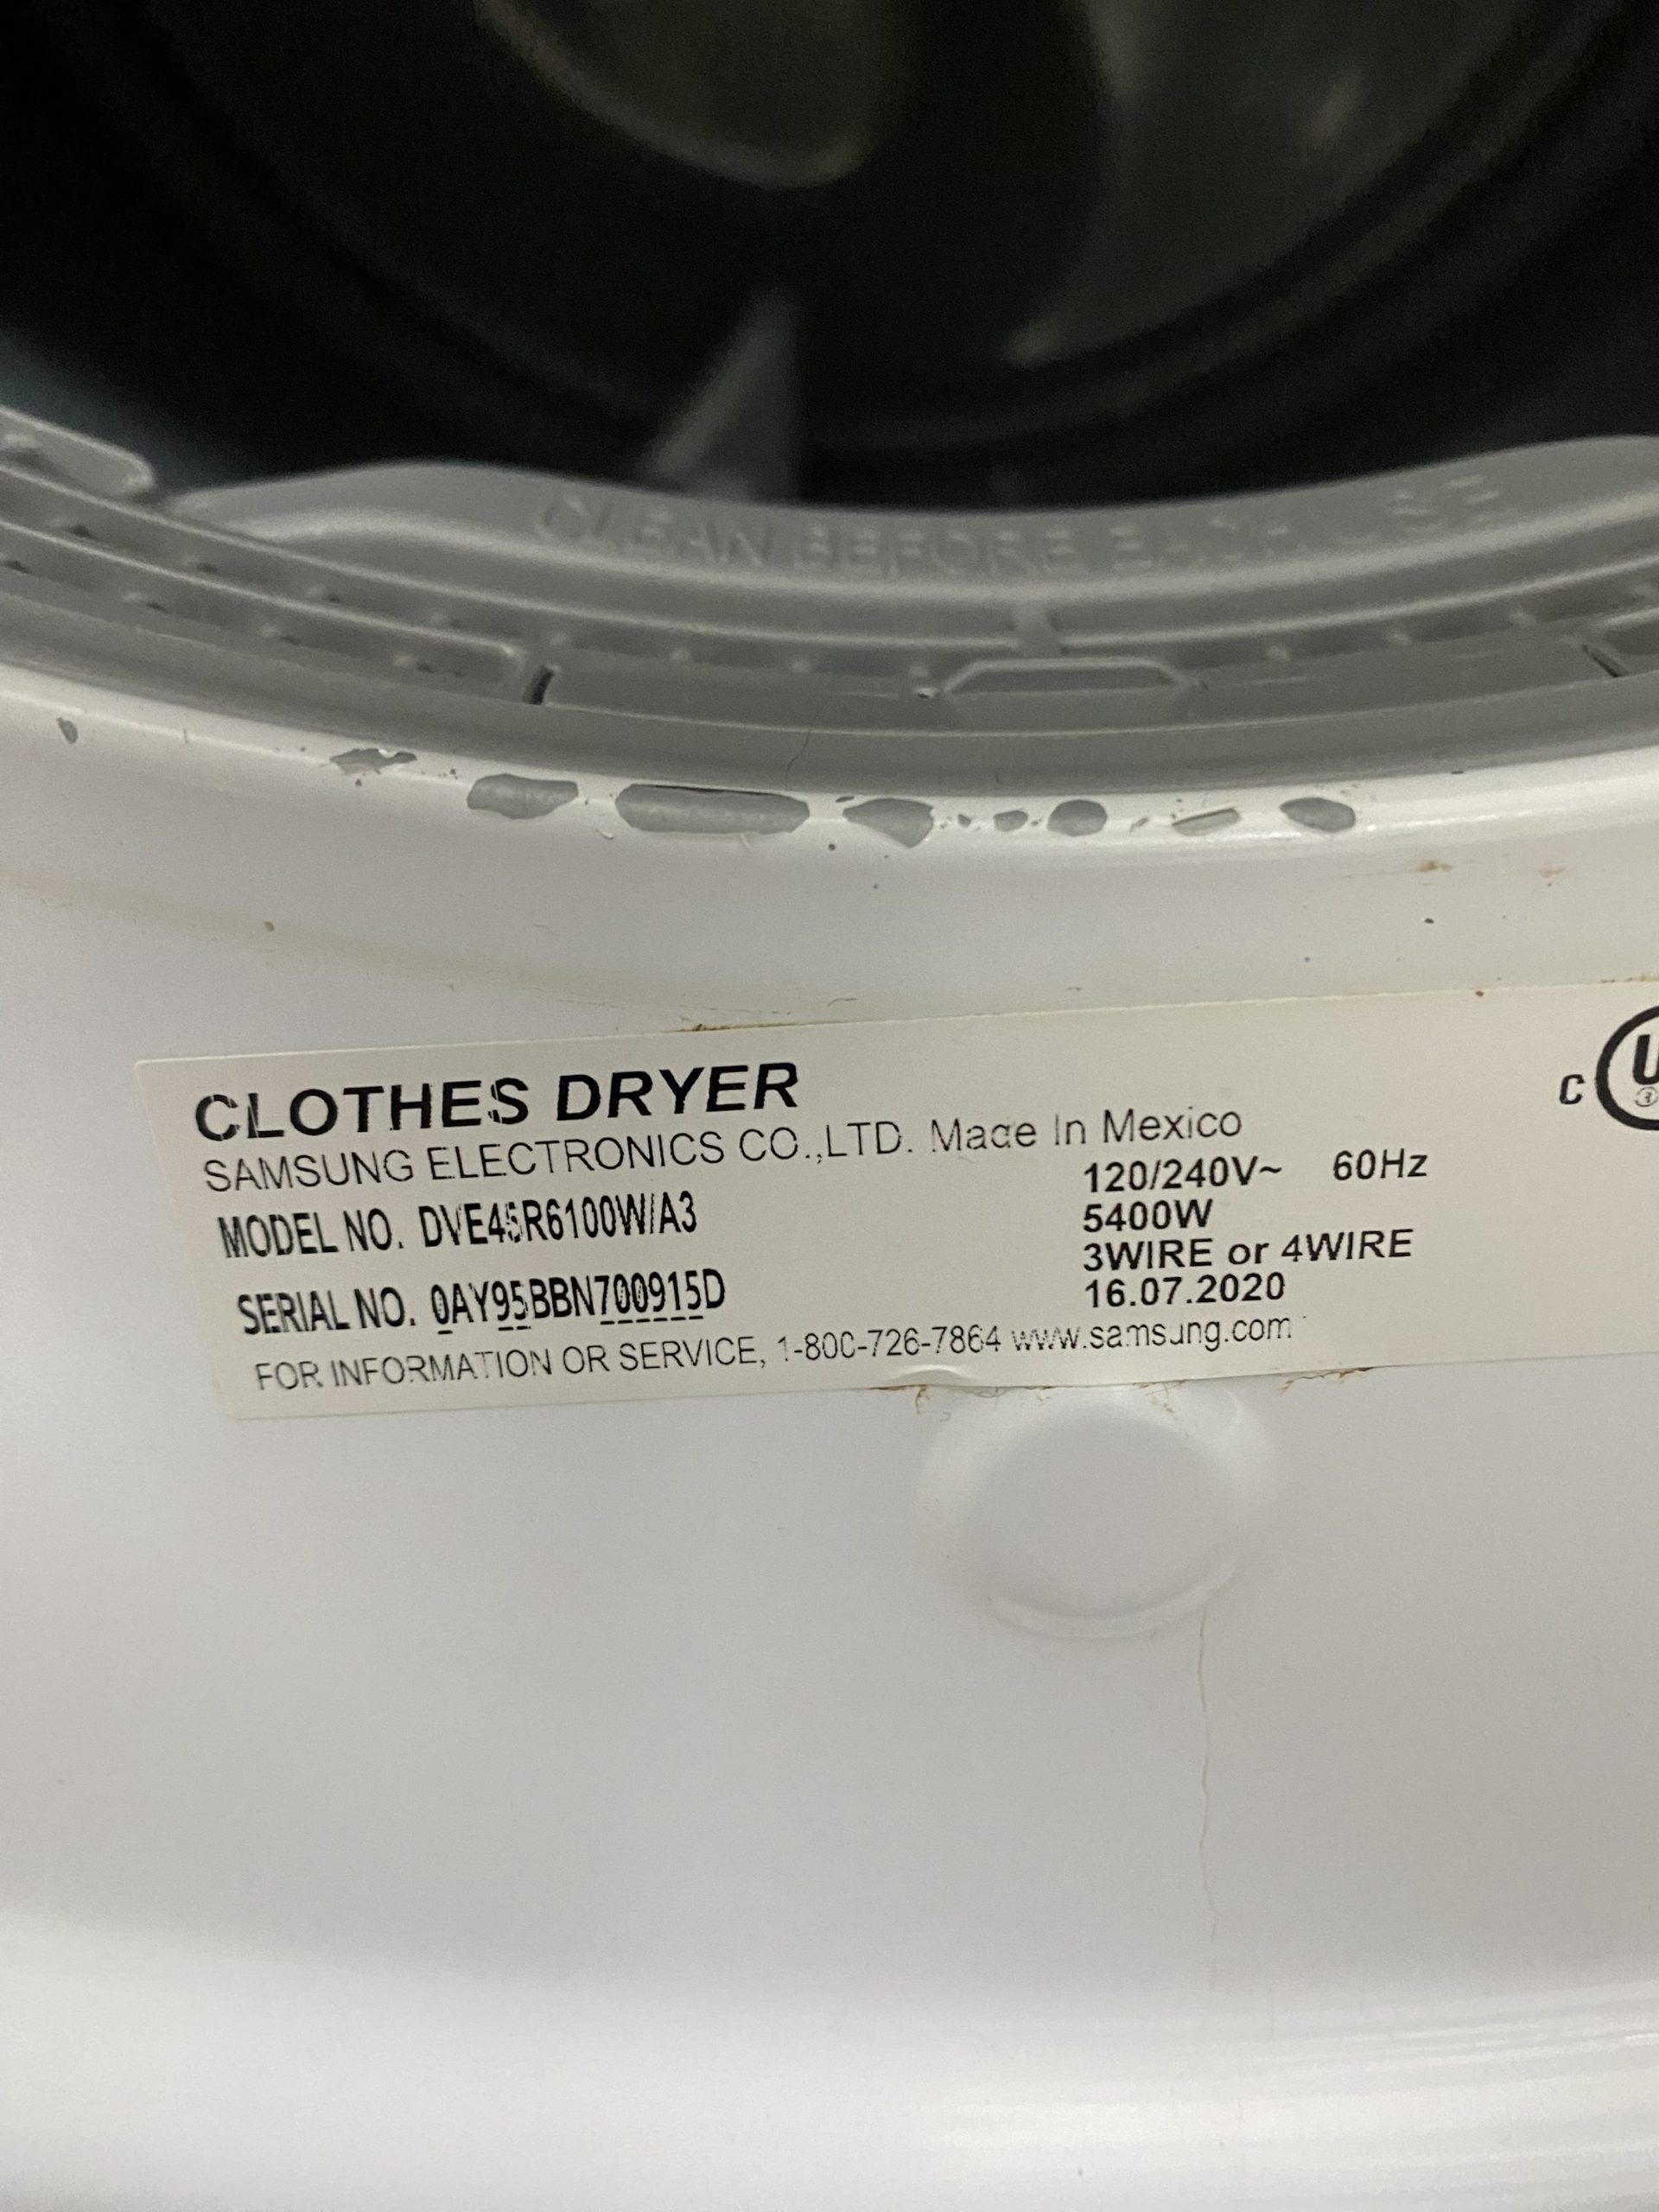 CLEAN BEFORE EACH USE
CLOTHES DRYER
SAMSUNG ELECTRONICS CO.,LTD. Made In Mexico
120/240V~ 60Hz
MODEL NO. DVE45R6100W/A3
5400W
3WIRE or 4WIRE
SERIAL NO. 0AY95BBN700915D
16.07.2020
FOR INFORMATION OR SERVICE, 1-800-726-7864 www.samsung.com
C U